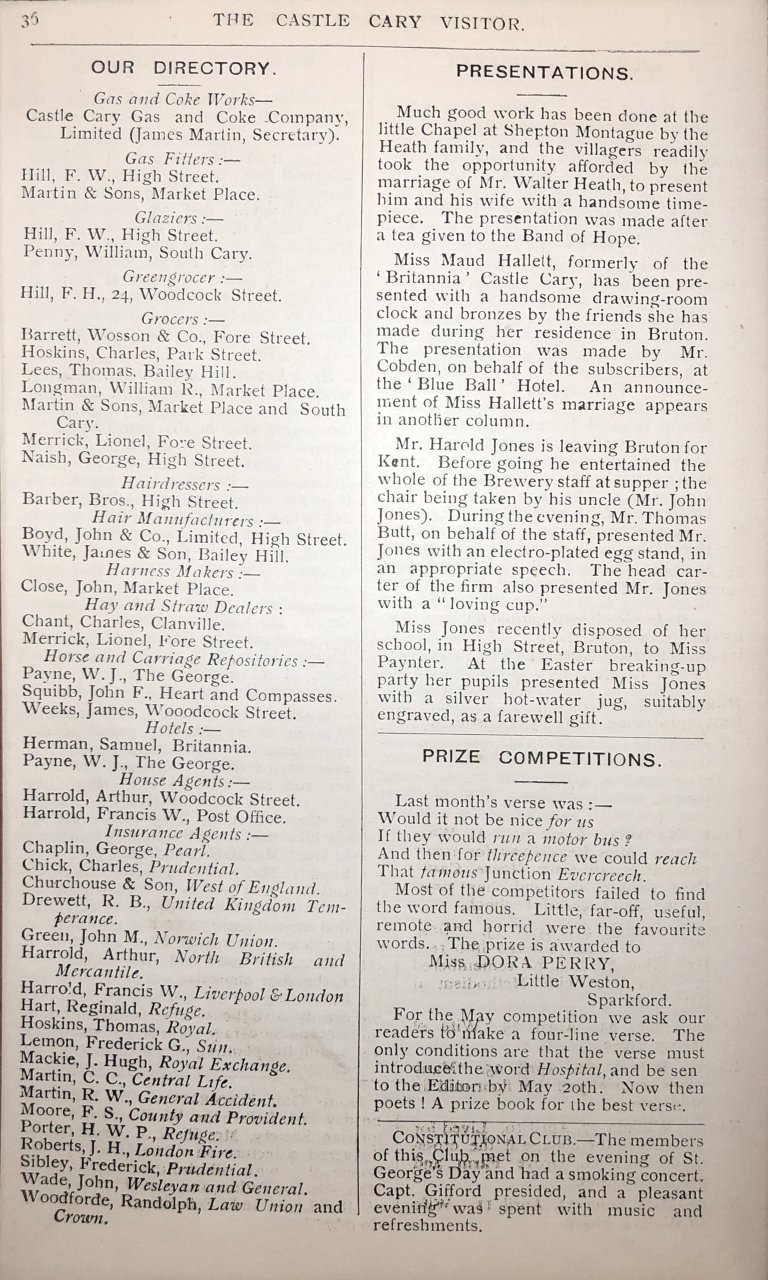 36
THE CASTLE CARY VISITOR.
OUR DIRECTORY.
Gas and Coke Works—
Castle Cary Gas and Coke Company,
Limited (James Martin, Secretary).
Gas Fitters :—
Hill, F. W., High Street.
Martin & Sons, Market Place.
Glaziers :—
Hill, F. W., High Street.
Penny, William, South Cary.
Greengrocer :—
Hill, F. H., 24, Woodcock Street.
Grocers :—
Barrett, Wosson & Co., Fore Street.
Hoskins, Charles, Park Street.
Lees, Thomas, Bailey Hill.
Longman, William R., Market Place.
Martin & Sons, Market Place and South
Cary.
Merrick, Lionel, Fore Street.
Naish, George, High Street.
Hairdressers :—
Barber, Bros., High Street.
Hair Manufacturers :—
Boyd, John & Co., Limited, High Street.
White, James & Son, Bailey Hill.
Harness Makers :—
Close, John, Market Place.
Hay and Straw Dealers :
Chant, Charles, Clanville.
Merrick, Lionel, Fore Street.
Horse and Carriage Repositories :—
Payne, W. J., The George.
Squibb, John F., Heart and Compasses.
Weeks, James, Wooodcock Street.
Hotels :—
Herman, Samuel, Britannia.
Payne, W. J., The George.
House Agents :—
Harrold, Arthur, Woodcock Street.
Harrold, Francis W., Post Office.
Insurance Agents :—
Chaplin, George, Pearl.
Chick, Charles, Prudential.
Churchouse & Son, West of England.
Drewett, R. B., United Kingdom Tem-
perance.
Green, John M., Norwich Union.
Harrold, Arthur, North British and
Mercantile.
Harrold, Francis W., Liverpool & London
Hart, Reginald, Refuge.
Hoskins, Thomas, Royal.
Lemon, Frederick G., Sun.
Mackie, J. Hugh, Royal Exchange.
Martin, C. C., Central Life.
Martin, R. W., General Accident.
Moore, F. S., County and Provident.
Porter, H. W. P., Refuge.
Roberts, J. H., London Fire.
Sibley, Frederick, Prudential.
Wade, John, Wesleyan and General.
Woodforde, Randolph, Law Union and
Crown.
PRESENTATIONS.
Much good work has been done at the
little Chapel at Shepton Montague by the
Heath family, and the villagers readily
took the opportunity afforded by the
marriage of Mr. Walter Heath, to present
him and his wife with a handsome time-
piece. The presentation was made after
a tea given to the Band of Hope.
Miss Maud Hallett, formerly of the
' Britannia ' Castle Cary, has been pre-
sented with a handsome drawing-room
clock and bronzes by the friends she has
made during her residence in Bruton.
The presentation was made by Mr.
Cobden, on behalf of the subscribers, at
the ' Blue Ball ' Hotel. An announce-
ment of Miss Hallett's marriage appears
in another column.
Mr. Harold Jones is leaving Bruton for
Kent. Before going he entertained the
whole of the Brewery staff at supper ; the
chair being taken by his uncle (Mr. John
Jones). During the evening, Mr. Thomas
Butt, on behalf of the staff, presented Mr.
Jones with an electro-plated egg stand, in
an appropriate speech. The head car-
ter of the firm also presented Mr. Jones
with a " loving cup."
Miss Jones recently disposed of her
school, in High Street, Bruton, to Miss
Paynter. At the Easter breaking-up
party her pupils presented Miss Jones
with a silver hot-water jug, suitably
engraved, as a farewell gift.
PRIZE COMPETITIONS.
Last month's verse was :—
Would it not be nice for us
If they would run a motor bus ?
And then for threepence we could reach
That famous Junction Evercreech.
Most of the competitors failed to find
the word famous. Little, far-off, useful,
remote and horrid were the favourite
words. The prize is awarded to
Miss DORA PERRY,
Little Weston,
Sparkford.
For the May competition we ask our
readers to make a four-line verse. The
only conditions are that the verse must
introduce the word Hospital, and be sen
to the Editor by May 20th. Now then
poets ! A prize book for the best verse.
CONSTITUTIONAL CLUB.—The members
of this Club met on the evening of St.
George's Day and had a smoking concert.
Capt. Gifford presided, and a pleasant
evening was spent with music and
refreshments.